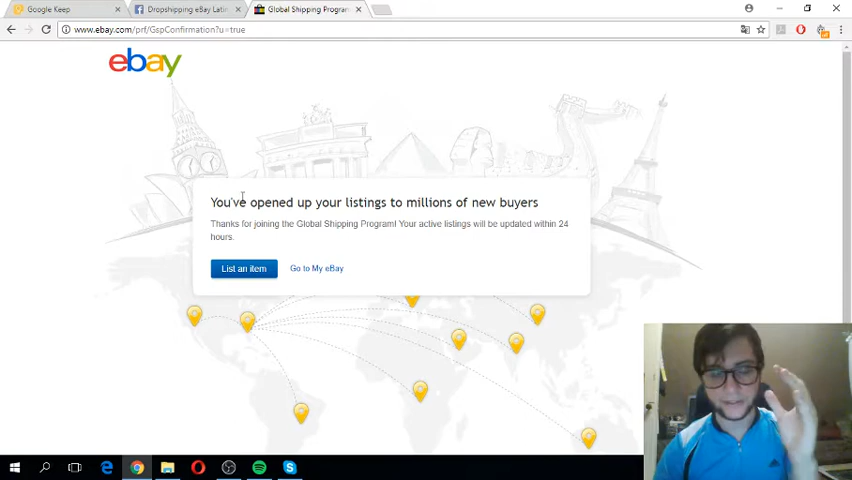 Google Keep
Dropshipping eBay Latin
Global Shipping Program
www.ebay.com/prf/GspConfirmation?u=true
ebay
You've opened up your listings to millions of new buyers
Thanks for joining the Global Shipping Program! Your active listings will be updated within 24
hours.
List an item
Go to My eBay
adidas